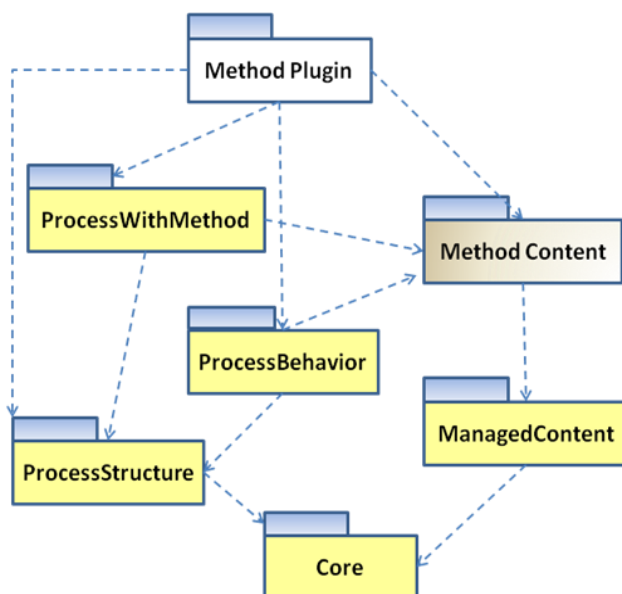 Method Plugin
ProcessWithMethod
Method Content
ProcessBehavior
ManagedContent
ProcessStructure
Core